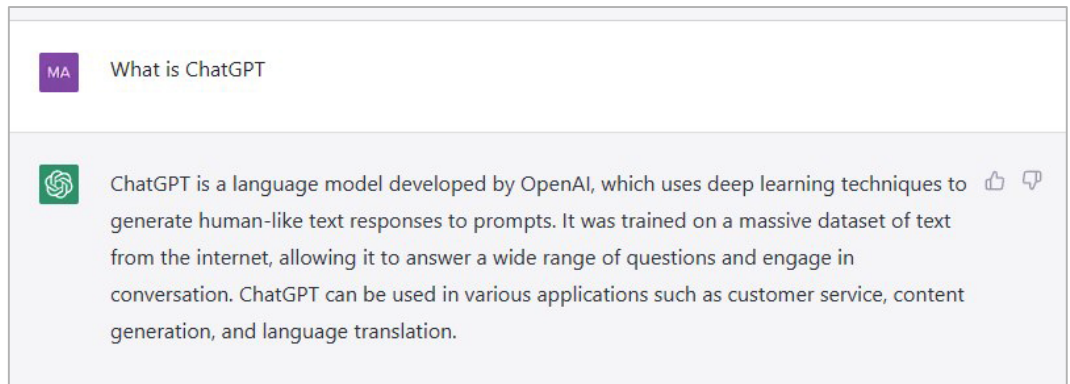 MA
What is ChatGPT
ChatGPT is a language model developed by OpenAI, which uses deep learning techniques to
generate human-like text responses to prompts. It was trained on a massive dataset of text
from the internet, allowing it to answer a wide range of questions and engage in
conversation. ChatGPT can be used in various applications such as customer service, content
generation, and language translation.